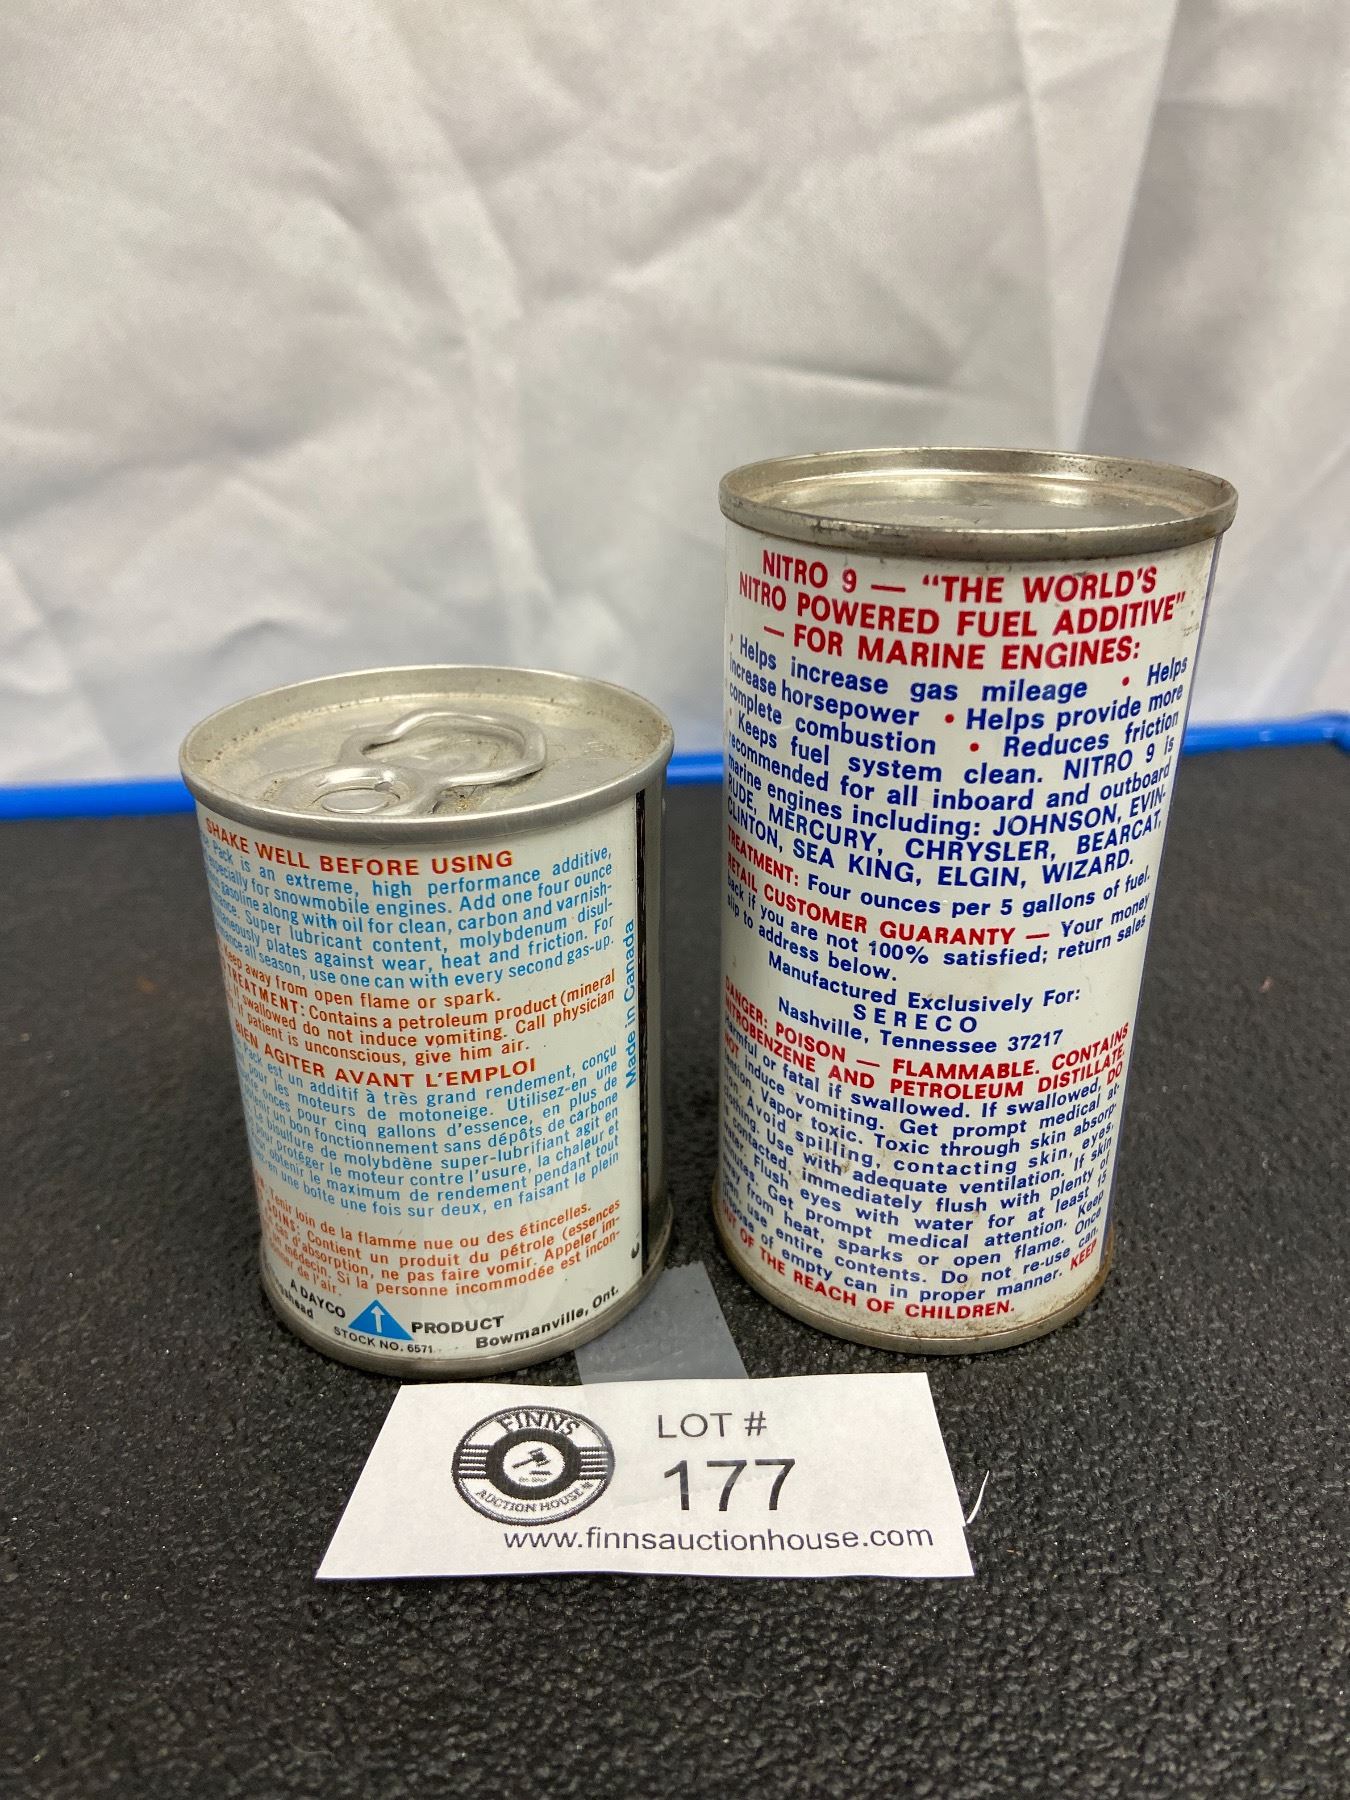 SHAKE WELL BEFORE USING
Pack is an extreme, high performance additive,
especially for snowmobile engines. Add one four ounce
gasoline along with oil for clean, carbon and varnish-
Super lubricant content, molybdenum disul-
plates against wear, heat and friction. For
all season, use one can with every second gas-up.
Keep away from open flame or spark.
TREATMENT: Contains a petroleum product (mineral
swallowed do not induce vomiting. Call physician
If patient is unconscious, give him air.
BIEN AGITER AVANT L'EMPLOI
Pack est un additif à très grand rendement, conçu
pour les moteurs de motoneige. Utilisez-en une
onces pour cinq gallons d'essence, en plus de
un bon fonctionnement sans dépôts de carbone
bisulfure de molybdène super-lubrifiant agit en
pour protéger le moteur contre l'usure, la chaleur et
obtenir le maximum de rendement pendant tout
en une boîte une fois sur deux, en faisant le plein
Tenir loin de la flamme nue ou des étincelles.
Contient un produit du pétrole (essences
d'absorption, ne pas faire vomir. Appeler im-
médecin. Si la personne incommodée est incon-
de l'air.
A DAYCO PRODUCT
STOCK NO. 6571
Bowmanville, Ont.
Made in Canada
NITRO 9 — "THE WORLD'S
NITRO POWERED FUEL ADDITIVE"
— FOR MARINE ENGINES:
• Helps increase gas mileage • Helps
increase horsepower • Helps provide more
complete combustion • Reduces friction
• Keeps fuel system clean. NITRO 9 is
recommended for all inboard and outboard
marine engines including: JOHNSON, EVIN-
RUDE, MERCURY, CHRYSLER, BEARCAT,
CLINTON, SEA KING, ELGIN, WIZARD.
TREATMENT: Four ounces per 5 gallons of fuel.
RETAIL CUSTOMER GUARANTY — Your money
back if you are not 100% satisfied; return sales
slip to address below.
Manufactured Exclusively For:
SERECO
Nashville, Tennessee 37217
DANGER: POISON — FLAMMABLE. CONTAINS
NITROBENZENE AND PETROLEUM DISTILLATE.
Harmful or fatal if swallowed. If swallowed, DO
NOT induce vomiting. Get prompt medical at-
tention. Vapor toxic. Toxic through skin absorp-
tion. Avoid spilling, contacting skin, eyes,
clothing. Use with adequate ventilation. If skin
is contacted, immediately flush with plenty of
water. Flush eyes with water for at least 15
minutes. Get prompt medical attention. Keep
away from heat, sparks or open flame. Once
open, use entire contents. Do not re-use can.
Dispose of empty can in proper manner. KEEP
OUT OF THE REACH OF CHILDREN.
FINNS
AUCTION HOUSE
LOT #
177
www.finnsauctionhouse.com